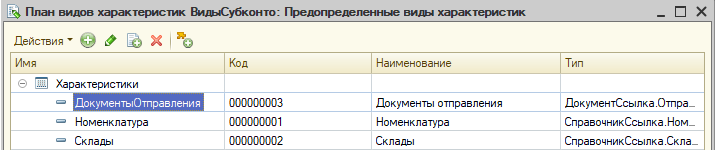 План видов характеристик ВидыСубконто: Предопределенные виды характеристик
Действия
Имя Код Наименование Тип
Характеристики
ДокументыОтправления 000000003 Документы отправления ДокументСсылка.Отпра...
Номенклатура 000000001 Номенклатура СправочникСсылка.Ном...
Склады 000000002 Склады СправочникСсылка.Скла...